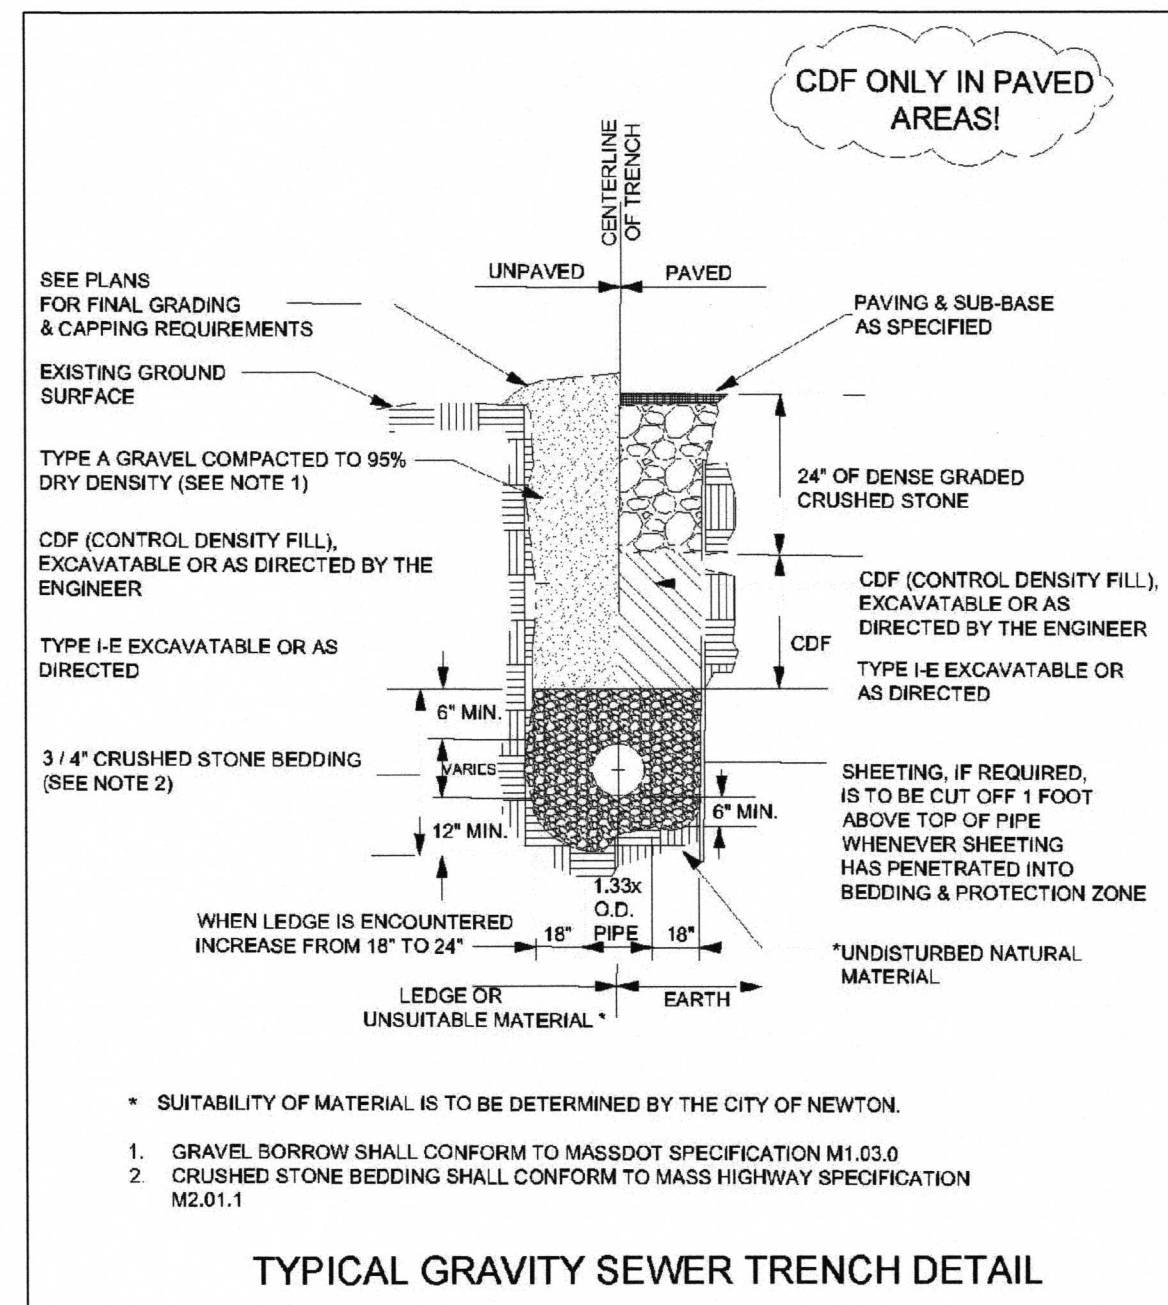 CDF ONLY IN PAVED
AREAS!
CENTERLINE
OF TRENCH
UNPAVED
PAVED
SEE PLANS
FOR FINAL GRADING
& CAPPING REQUIREMENTS
PAVING & SUB-BASE
AS SPECIFIED
EXISTING GROUND
SURFACE
TYPE A GRAVEL COMPACTED TO 95%
DRY DENSITY (SEE NOTE 1)
24" OF DENSE GRADED
CRUSHED STONE
CDF (CONTROL DENSITY FILL),
EXCAVATABLE OR AS DIRECTED BY THE
ENGINEER
CDF (CONTROL DENSITY FILL),
EXCAVATABLE OR AS
DIRECTED BY THE ENGINEER
CDF
TYPE I-E EXCAVATABLE OR AS
DIRECTED
TYPE I-E EXCAVATABLE OR
AS DIRECTED
6" MIN.
3 / 4" CRUSHED STONE BEDDING
(SEE NOTE 2)
VARIES
12" MIN.
6" MIN.
SHEETING, IF REQUIRED,
IS TO BE CUT OFF 1 FOOT
ABOVE TOP OF PIPE
WHENEVER SHEETING
HAS PENETRATED INTO
BEDDING & PROTECTION ZONE
1.33x
O.D.
PIPE
WHEN LEDGE IS ENCOUNTERED
INCREASE FROM 18" TO 24"
18"
18"
*UNDISTURBED NATURAL
MATERIAL
LEDGE OR
UNSUITABLE MATERIAL *
EARTH
* SUITABILITY OF MATERIAL IS TO BE DETERMINED BY THE CITY OF NEWTON.
1. GRAVEL BORROW SHALL CONFORM TO MASSDOT SPECIFICATION M1.03.0
2. CRUSHED STONE BEDDING SHALL CONFORM TO MASS HIGHWAY SPECIFICATION
M2.01.1
TYPICAL GRAVITY SEWER TRENCH DETAIL